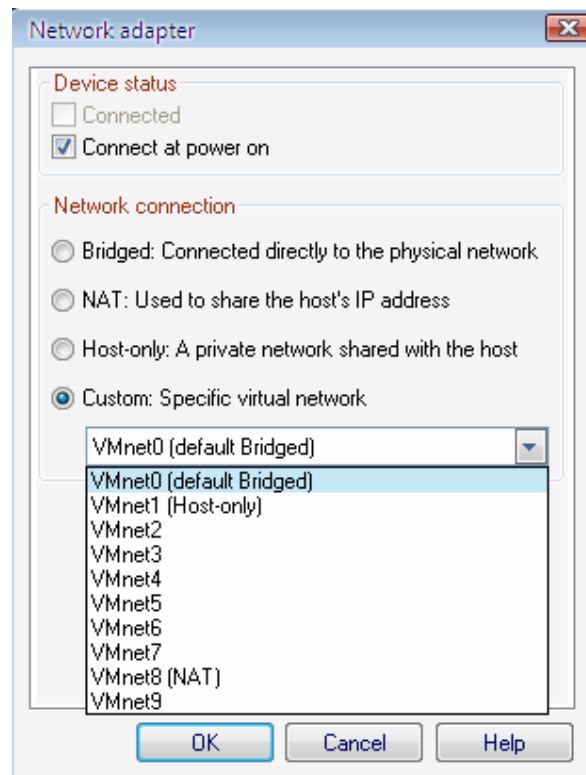 Network adapter
Device status
Connected
Connect at power on
Network connection
Bridged: Connected directly to the physical network
NAT: Used to share the host's IP address
Host-only: A private network shared with the host
Custom: Specific virtual network
VMnet0 (default Bridged)
VMnet0 (default Bridged)
VMnet1 (Host-only)
VMnet2
VMnet3
VMnet4
VMnet5
VMnet6
VMnet7
VMnet8 (NAT)
VMnet9
OK Cancel Help